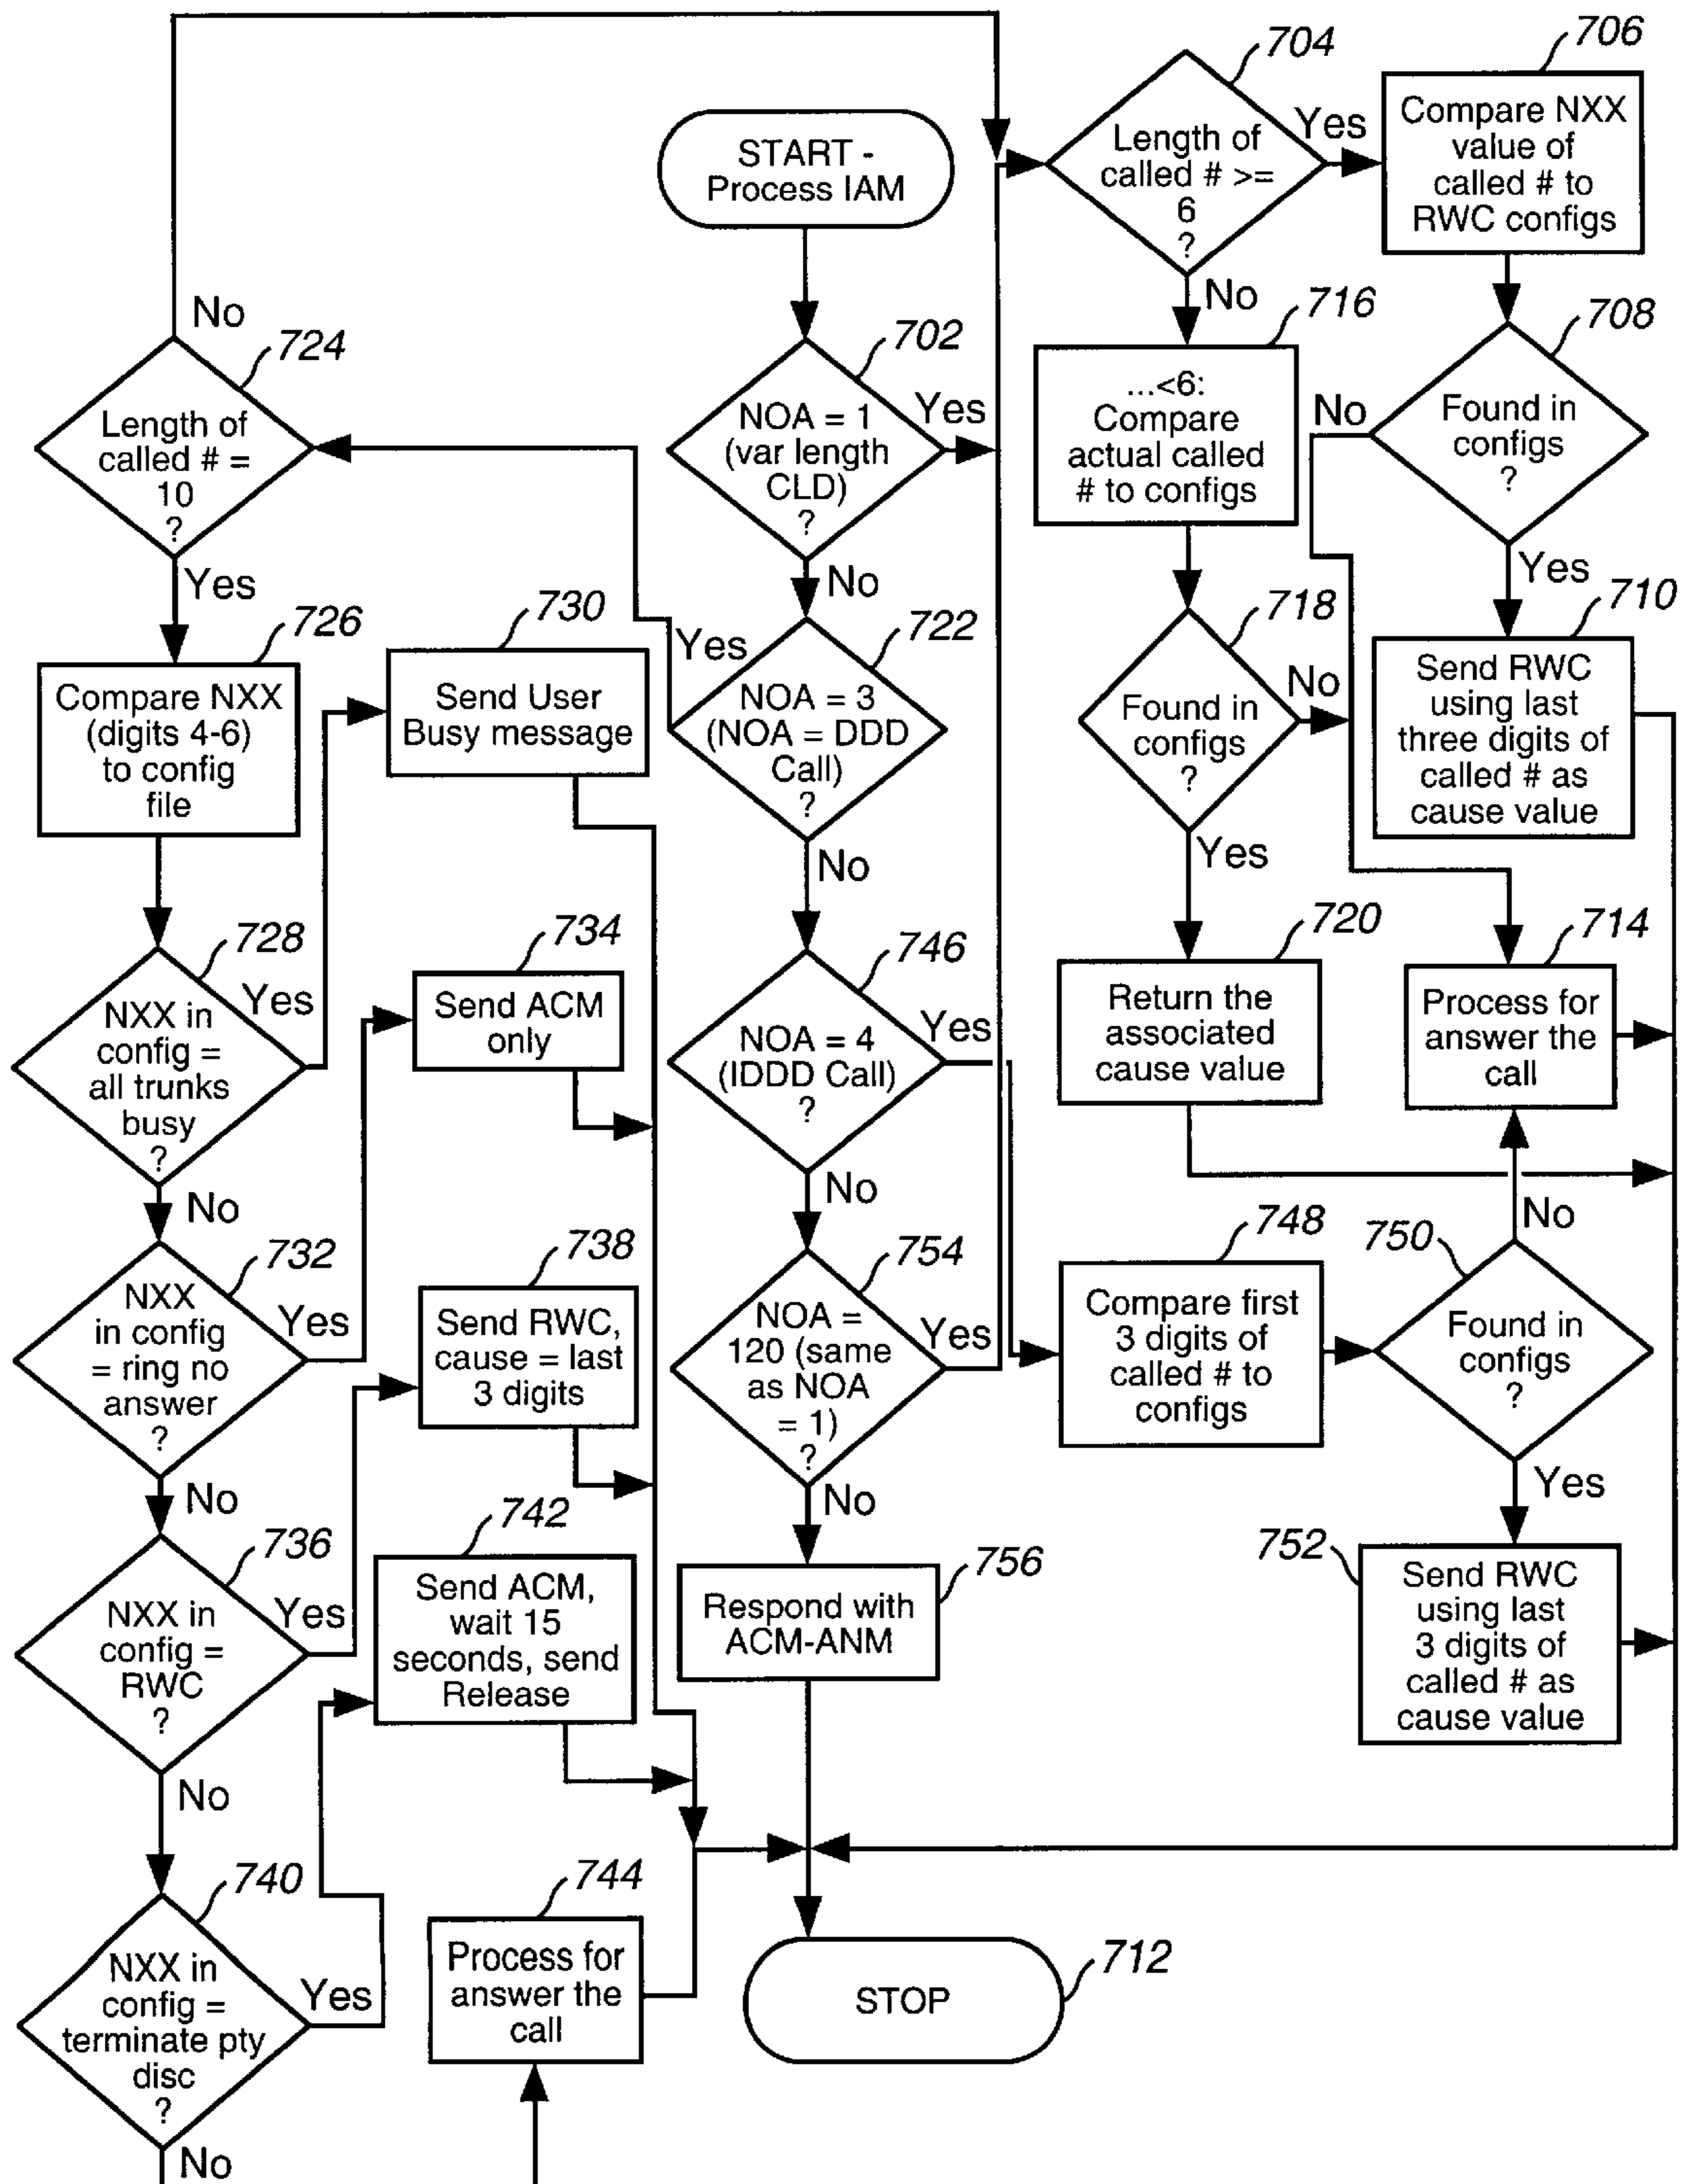 START -
Process IAM
702
NOA = 1
(var length
CLD)
?
Yes
No
722
NOA = 3
(NOA = DDD
Call)
?
Yes
No
746
NOA = 4
(IDDD Call)
?
Yes
No
754
NOA =
120 (same
as NOA
= 1)
?
Yes
No
756
Respond with
ACM-ANM
712
STOP
704
Length of
called # >=
6
?
Yes
No
706
Compare NXX
value of
called # to
RWC configs
708
Found in
configs
?
No
Yes
710
Send RWC
using last
three digits of
called # as
cause value
716
...<6:
Compare
actual called
# to configs
718
Found in
configs
?
No
Yes
720
Return the
associated
cause value
714
Process for
answer the
call
748
Compare first
3 digits of
called # to
configs
750
Found in
configs
?
No
Yes
752
Send RWC
using last
3 digits of
called # as
cause value
No
724
Length of
called # =
10
?
Yes
726
Compare NXX
(digits 4-6)
to config
file
728
NXX in
config =
all trunks
busy
?
Yes
No
730
Send User
Busy message
732
NXX
in config
= ring no
answer
?
Yes
No
734
Send ACM
only
736
NXX in
config =
RWC
?
Yes
No
738
Send RWC,
cause = last
3 digits
740
NXX in
config =
terminate pty
disc
?
Yes
No
742
Send ACM,
wait 15
seconds, send
Release
744
Process for
answer the
call